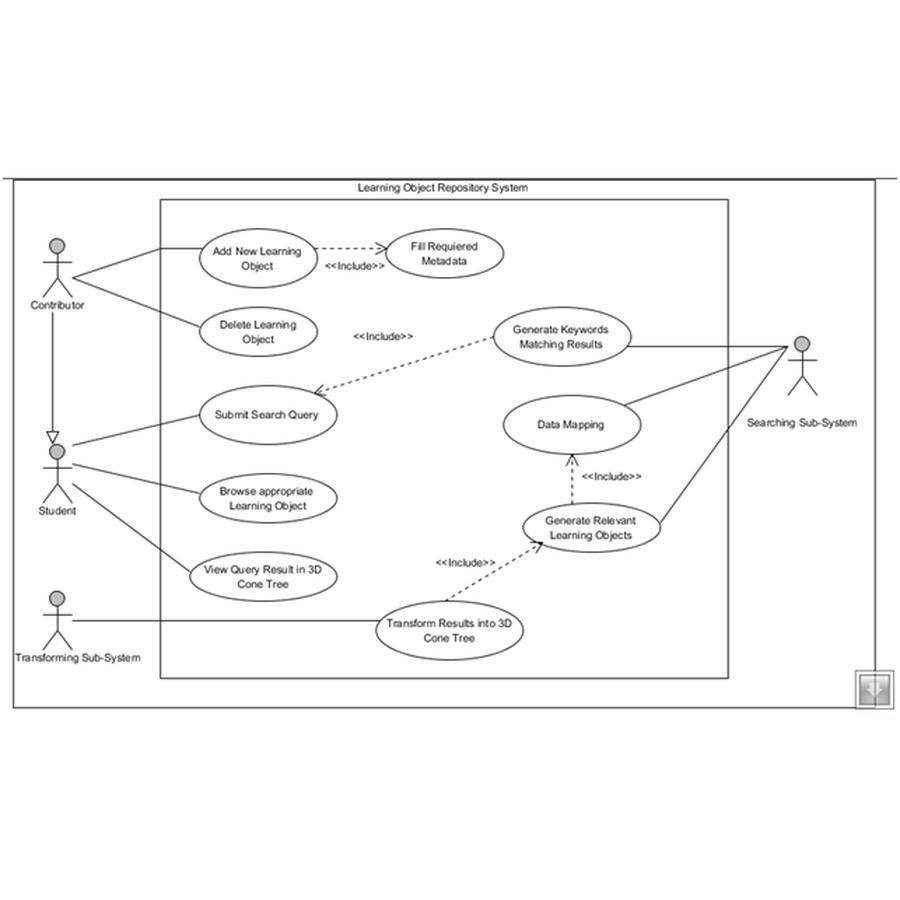 Learning Object Repository System
Add New Learning
Object
<<Include>>
Fill Requiered
Metadata
Contributor
Delete Learning
Object
<<Include>>
Generate Keywords
Matching Results
Submit Search Query
Data Mapping
Searching Sub-System
<<Include>>
Student
Browse appropriate
Learning Object
Generate Relevant
Learning Objects
<<Include>>
View Query Result in 3D
Cone Tree
Transform Results into 3D
Cone Tree
Transforming Sub-System